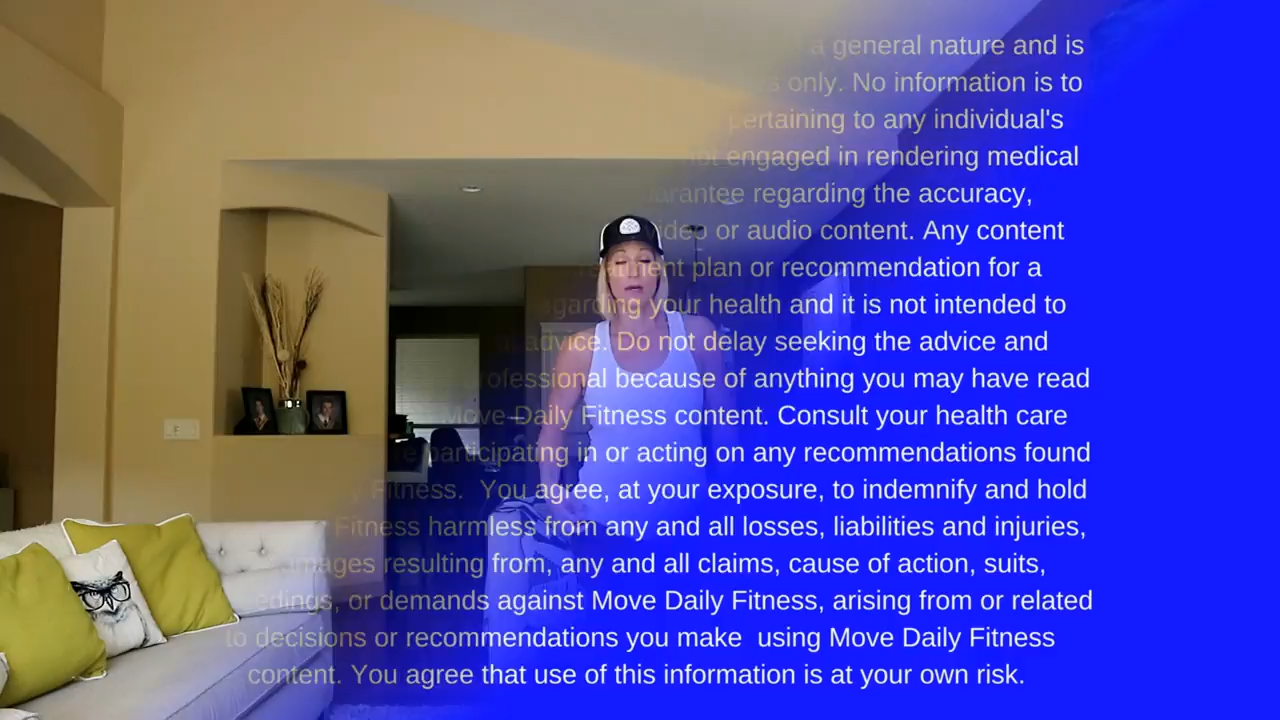 a general nature and is
only. No information is to
pertaining to any individual's
engaged in rendering medical
regarding the accuracy,
video or audio content. Any content
plan or recommendation for a
regarding your health and it is not intended to
advice. Do not delay seeking the advice and
professional because of anything you may have read
Move Daily Fitness content. Consult your health care
participating in or acting on any recommendations found
Fitness. You agree, at your exposure, to indemnify and hold
Fitness harmless from any and all losses, liabilities and injuries,
resulting from, any and all claims, cause of action, suits,
or demands against Move Daily Fitness, arising from or related
to decisions or recommendations you make using Move Daily Fitness
content. You agree that use of this information is at your own risk.